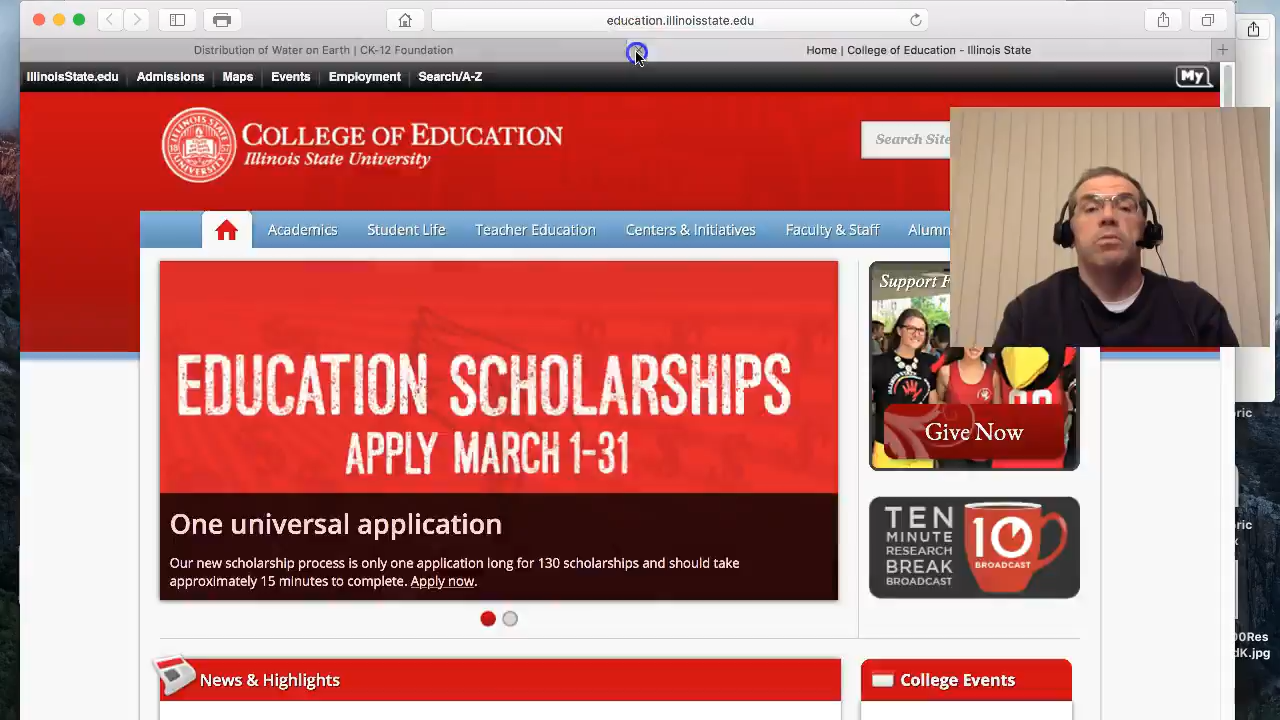 education.illinoisstate.edu
Distribution of Water on Earth | CK-12 Foundation
Home | College of Education - Illinois State
IllinoisState.edu
Admissions
Maps
Events
Employment
Search/A-Z
My
College of Education
Illinois State University
Search Site
Academics
Student Life
Teacher Education
Centers & Initiatives
Faculty & Staff
Alumn
EDUCATION SCHOLARSHIPS
APPLY MARCH 1-31
One universal application
Our new scholarship process is only one application long for 130 scholarships and should take
approximately 15 minutes to complete. Apply now.
Support F
Give Now
TEN
MINUTE
RESEARCH
BREAK
BROADCAST
10
BROADCAST
News & Highlights
College Events
00Res
dK.jpg